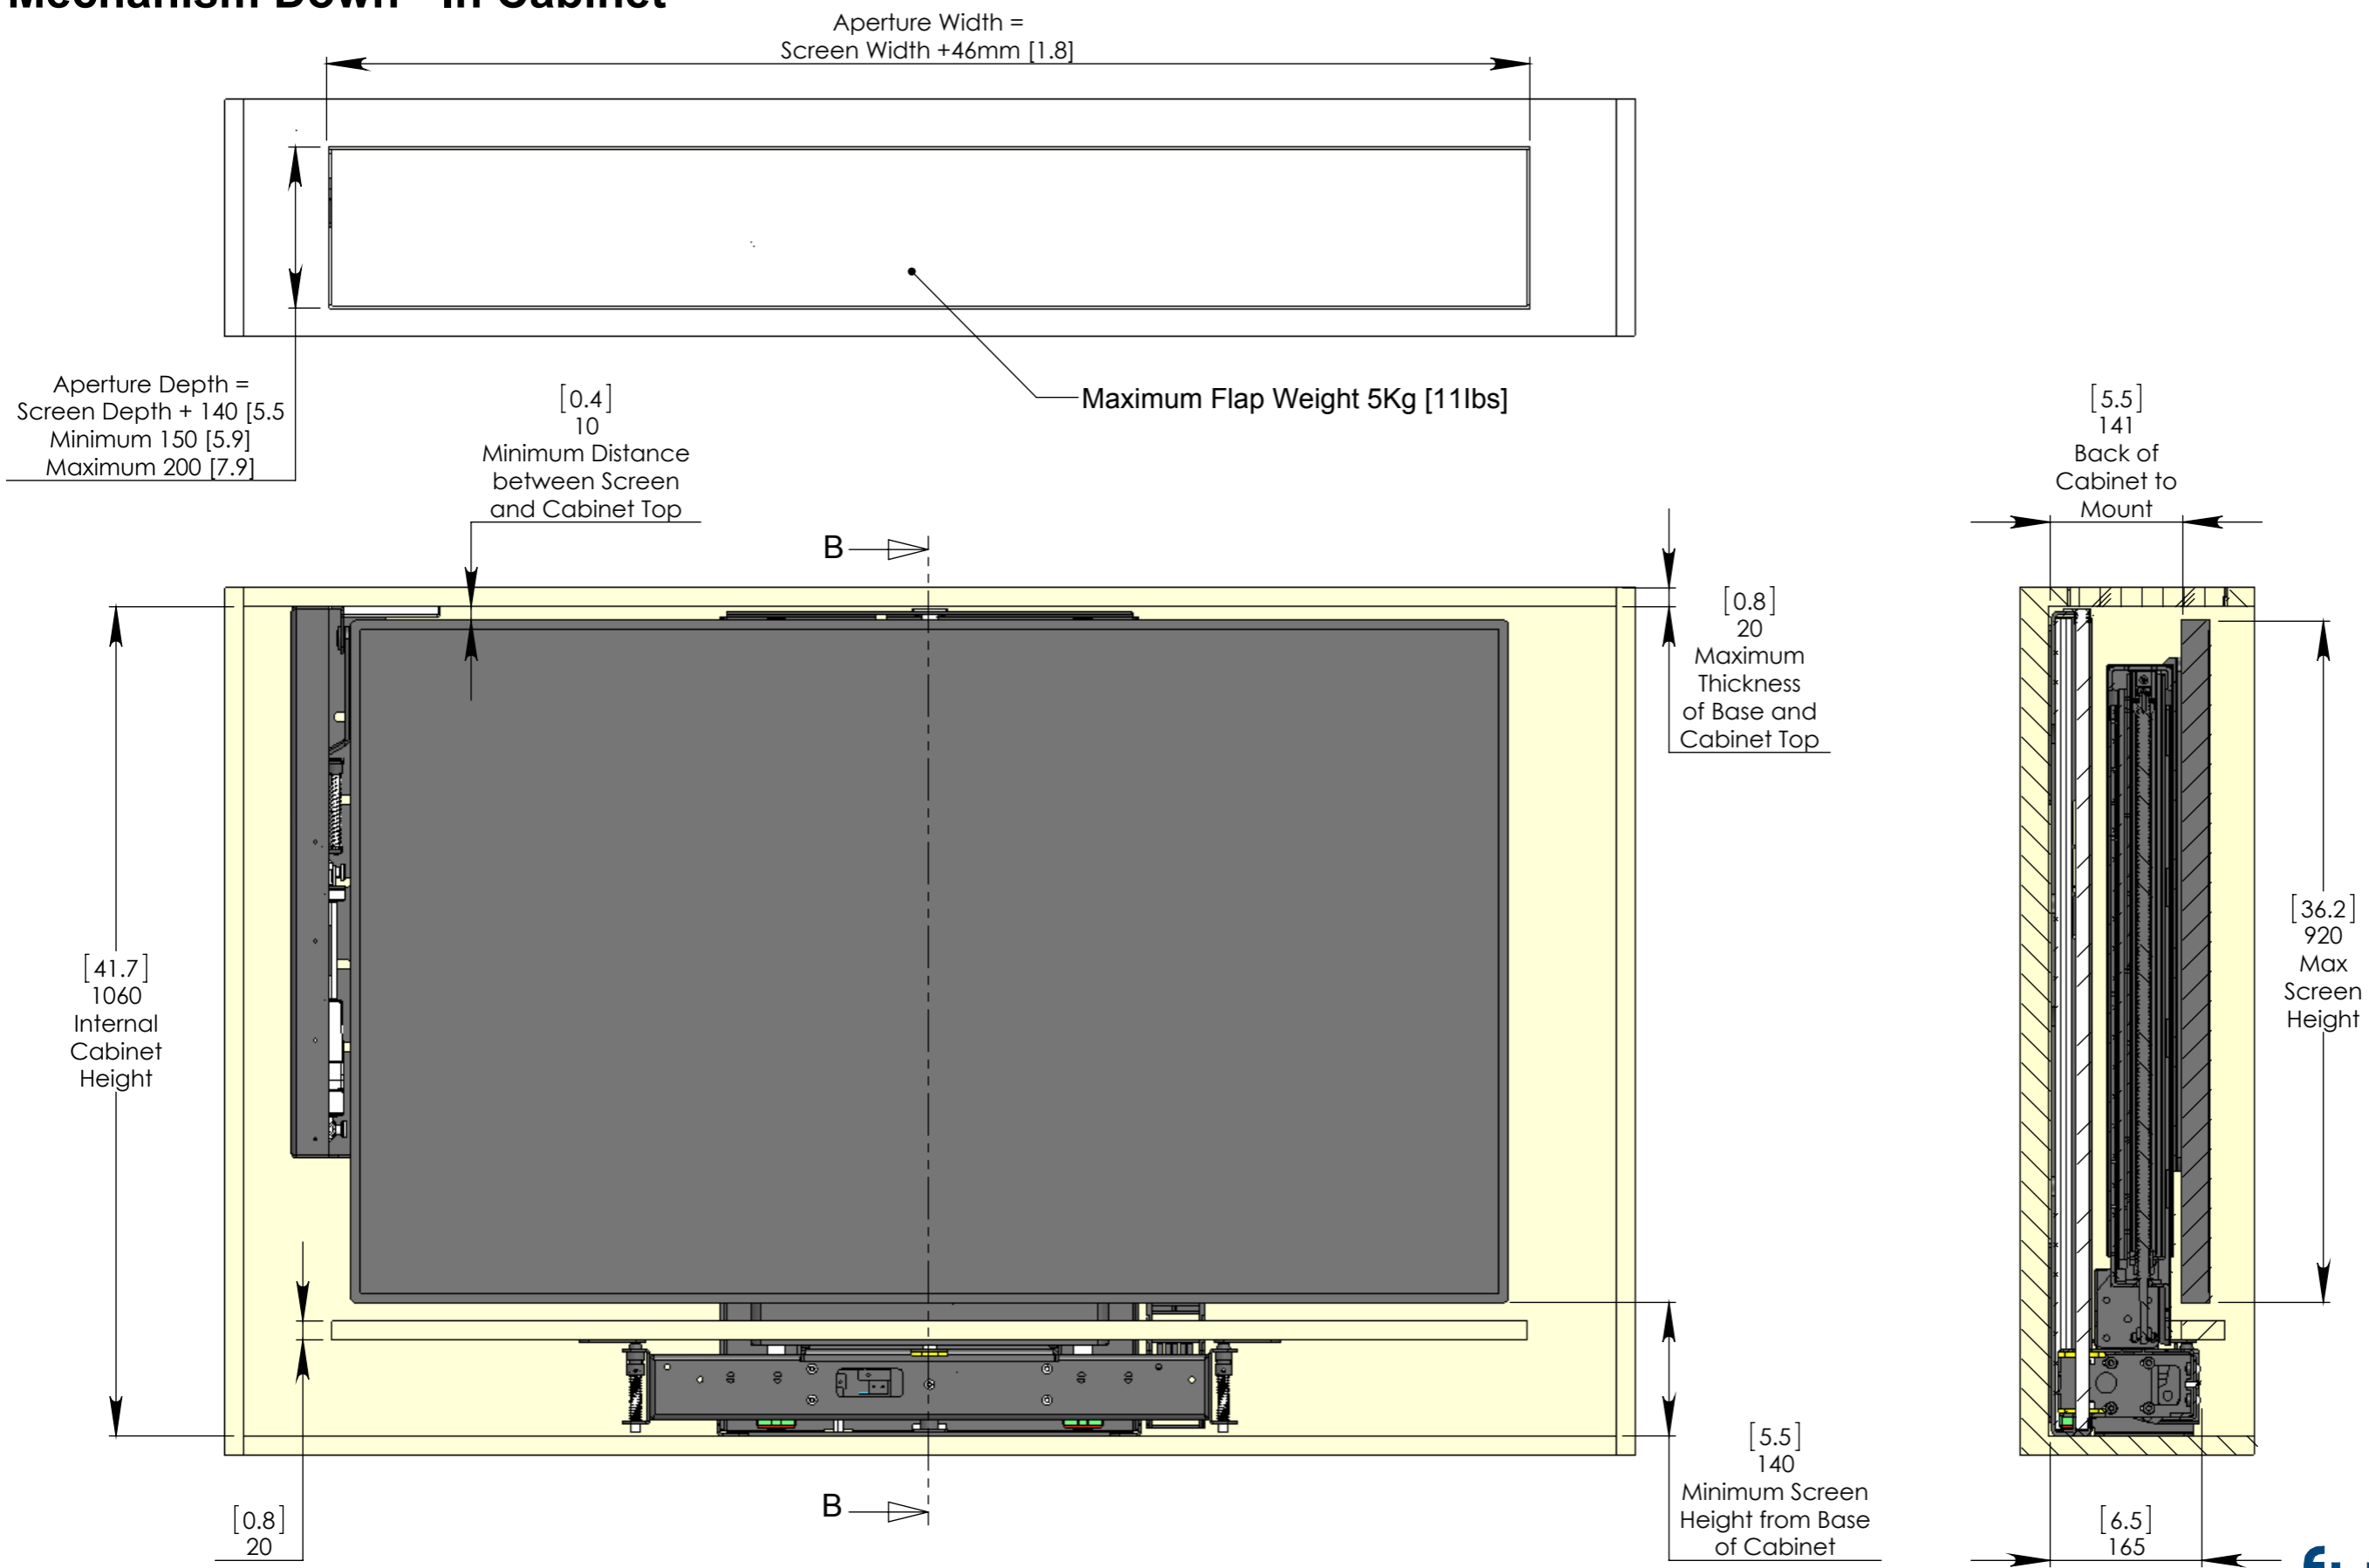 Mechanism Down - In Cabinet
Aperture Width =
Screen Width +46mm [1.8]
Aperture Depth =
Screen Depth + 140 [5.5
Minimum 150 [5.9]
Maximum 200 [7.9]
Maximum Flap Weight 5Kg [11lbs]
[0.4]
10
Minimum Distance
between Screen
and Cabinet Top
[5.5]
141
Back of
Cabinet to
Mount
B
[0.8]
20
Maximum
Thickness
of Base and
Cabinet Top
[41.7]
1060
Internal
Cabinet
Height
[36.2]
920
Max
Screen
Height
[5.5]
140
Minimum Screen
Height from Base
of Cabinet
B
[0.8]
20
[6.5]
165